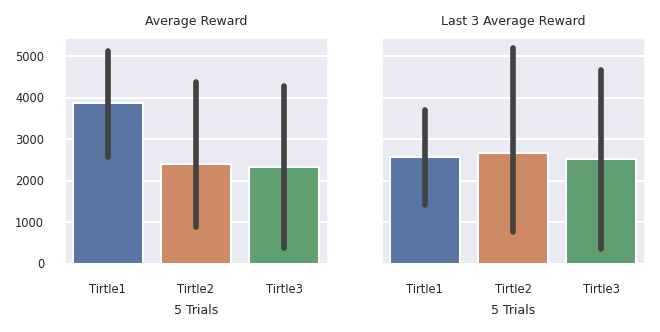 Average Reward
Last 3 Average Reward
5000
4000
3000
2000
1000
0
Tirtle1 Tirtle2 Tirtle3
Tirtle1 Tirtle2 Tirtle3
5 Trials
5 Trials